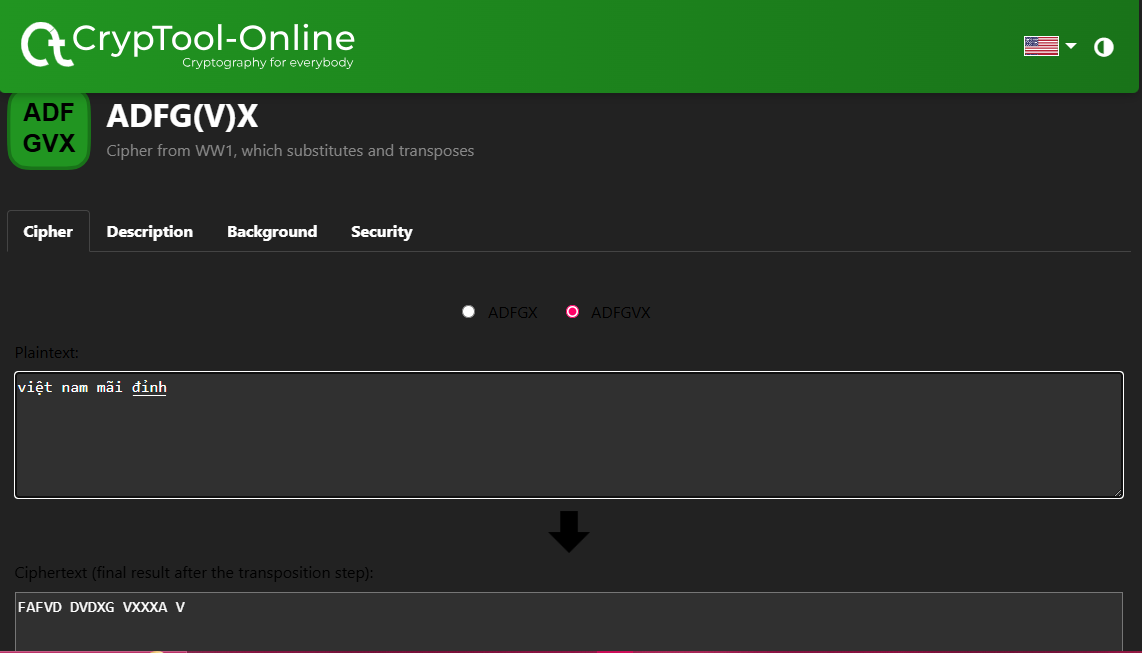 CrypTool-Online
Cryptography for everybody
ADF
GVX
ADFG(V)X
Cipher from WW1, which substitutes and transposes
Cipher Description Background Security
ADFGX ADFGVX
Plaintext:
việt nam mãi đỉnh
Ciphertext (final result after the transposition step):
FAFVD DVDXG VXXXA V